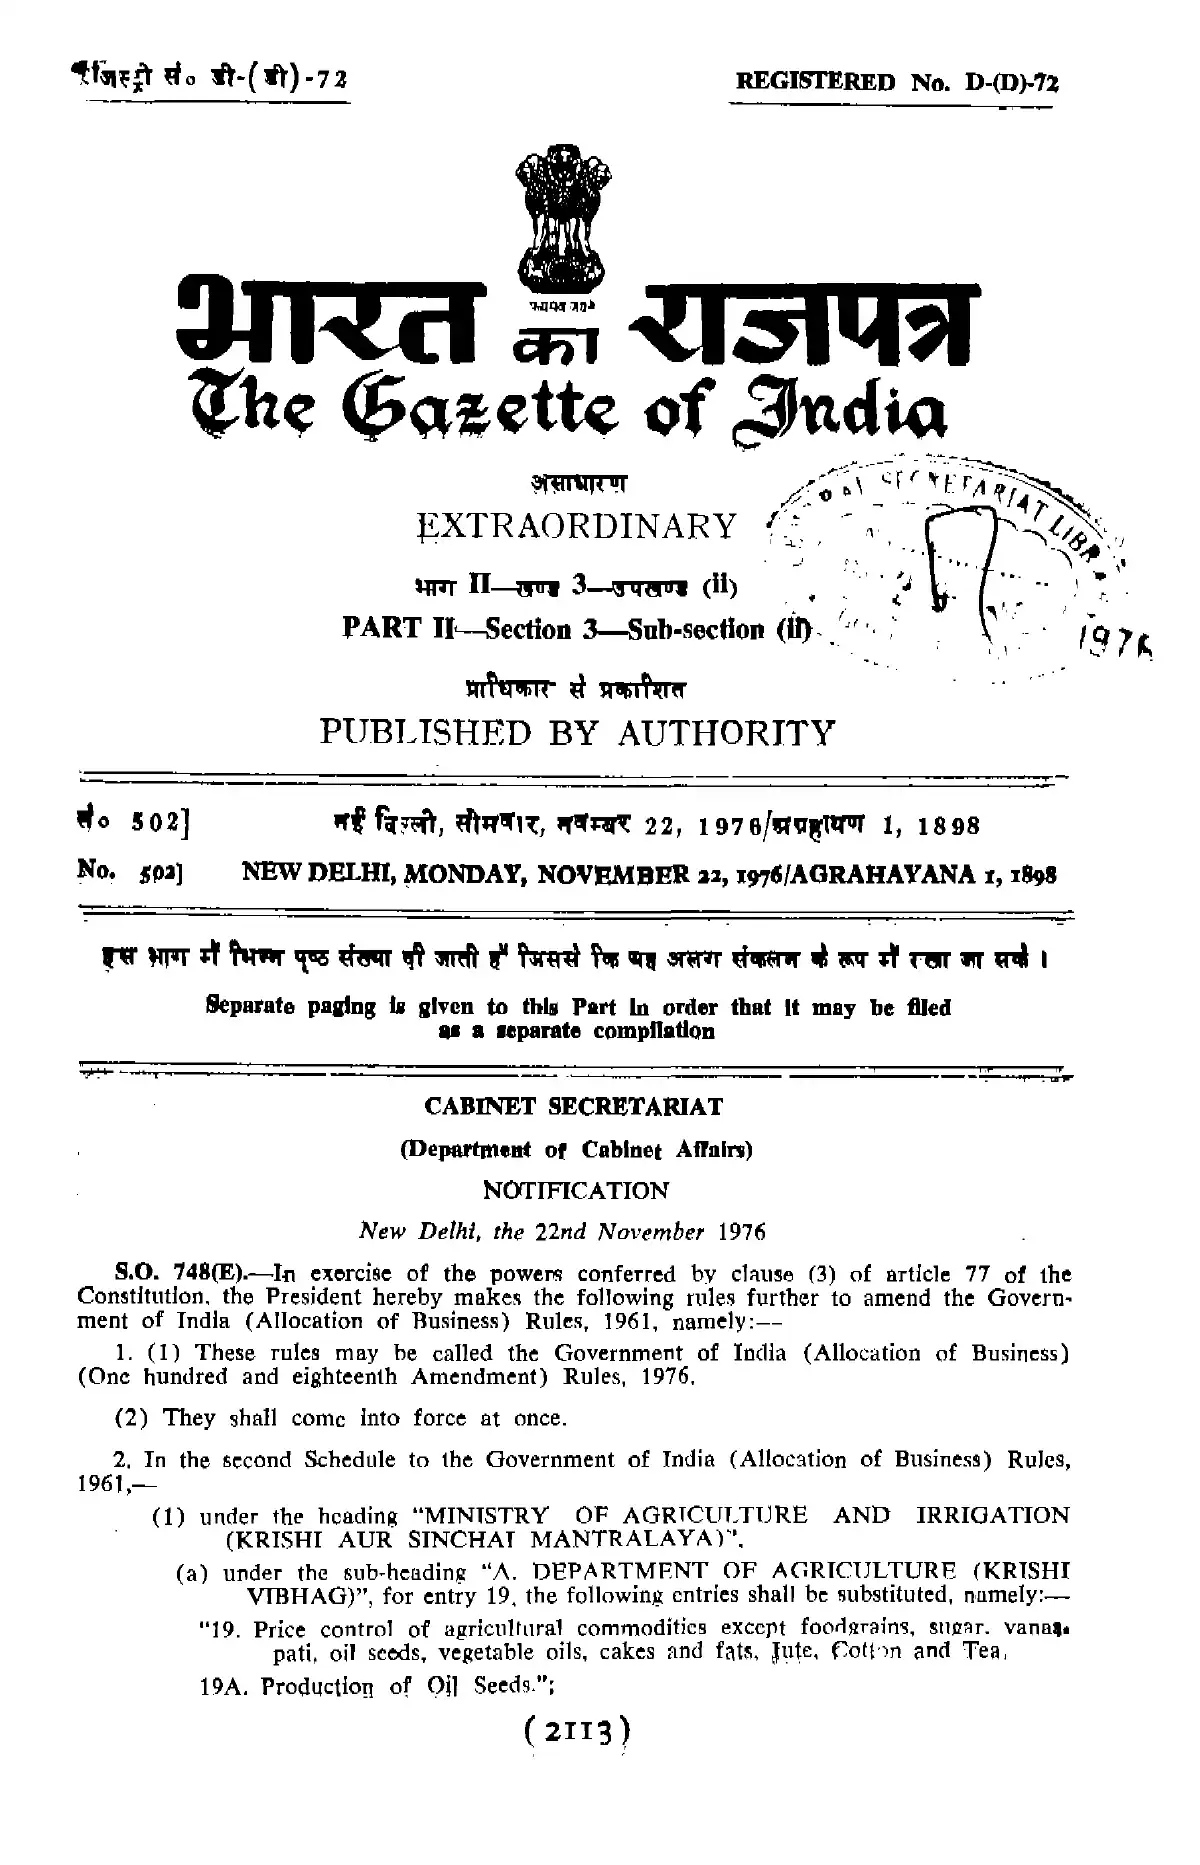 रजिस्ट्री सं० डी-(डी)-72
REGISTERED No. D-(D)-72
भारत का राजपत्र
The Gazette of India
असाधारण
EXTRAORDINARY
भाग II—खण्ड 3—उपखण्ड (ii)
PART II—Section 3—Sub-section (ii)
SECRETARIAT LIBRA
1976
प्राधिकार से प्रकाशित
PUBLISHED BY AUTHORITY
सं० 502]
नई दिल्ली, सोमवार, नवम्बर 22, 1976/अग्रहायण 1, 1898
No. 502]
NEW DELHI, MONDAY, NOVEMBER 22, 1976/AGRAHAYANA 1, 1898
इस भाग में भिन्न पृष्ठ संख्या दी जाती है जिससे कि यह अलग संकलन के रूप में रखा जा सके ।
Separate paging is given to this Part in order that it may be filed
as a separate compilation
CABINET SECRETARIAT
(Department of Cabinet Affairs)
NOTIFICATION
New Delhi, the 22nd November 1976
S.O. 748(E).—In exercise of the powers conferred by clause (3) of article 77 of the
Constitution, the President hereby makes the following rules further to amend the Govern-
ment of India (Allocation of Business) Rules, 1961, namely:—
1. (1) These rules may be called the Government of India (Allocation of Business)
(One hundred and eighteenth Amendment) Rules, 1976.
(2) They shall come into force at once.
2. In the second Schedule to the Government of India (Allocation of Business) Rules,
1961,—
(1) under the heading "MINISTRY OF AGRICULTURE AND IRRIGATION
(KRISHI AUR SINCHAI MANTRALAYA)",
(a) under the sub-heading "A. DEPARTMENT OF AGRICULTURE (KRISHI
VIBHAG)", for entry 19, the following entries shall be substituted, namely:—
"19. Price control of agricultural commodities except foodgrains, sugar, vanas-
pati, oil seeds, vegetable oils, cakes and fats, Jute, Cotton and Tea,
19A. Production of Oil Seeds.";
(2113)